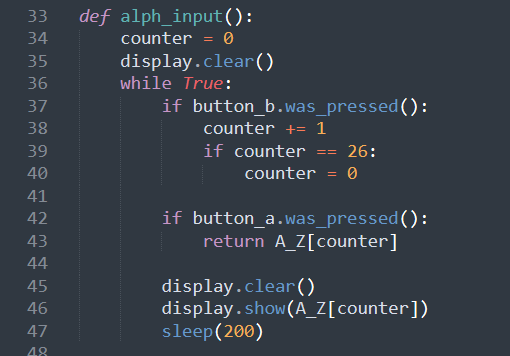 33 def alph_input():
34     counter = 0
35     display.clear()
36     while True:
37         if button_b.was_pressed():
38             counter += 1
39             if counter == 26:
40                 counter = 0
41
42         if button_a.was_pressed():
43             return A_Z[counter]
44
45         display.clear()
46         display.show(A_Z[counter])
47         sleep(200)
48